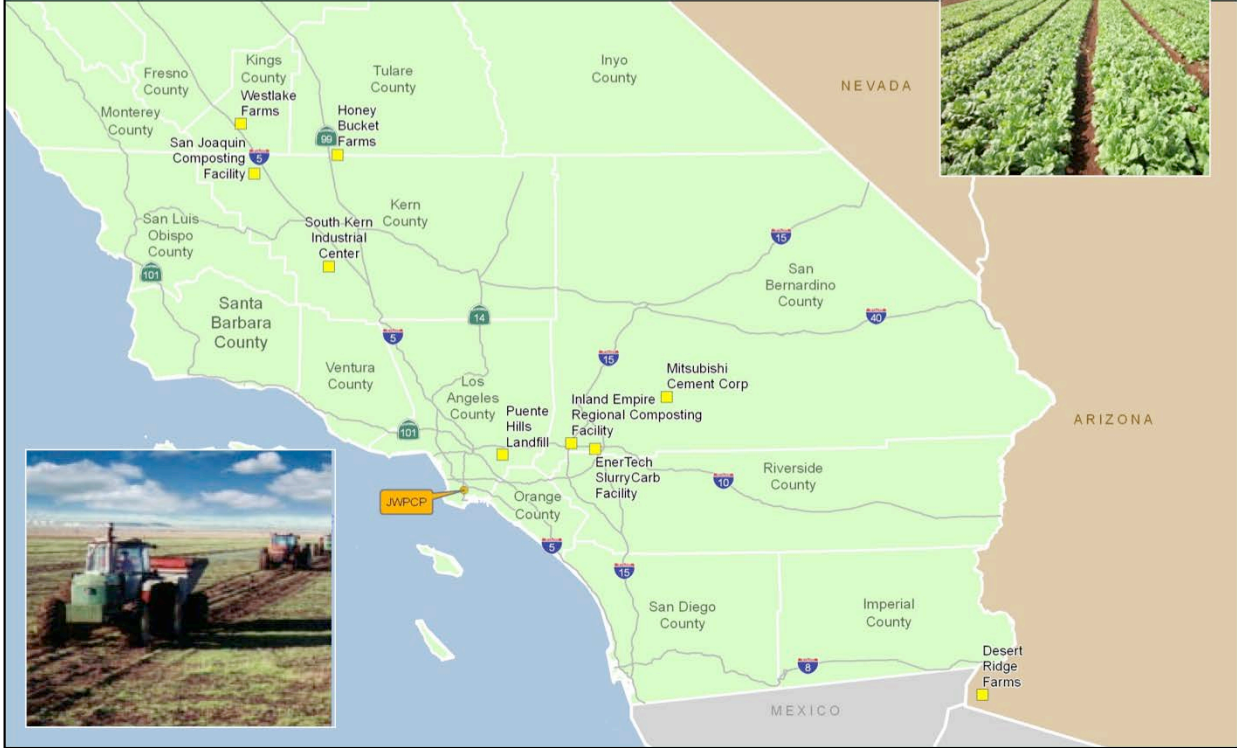 Fresno
County
Kings
County
Westlake
Farms
Tulare
County
Inyo
County
NEVADA
Monterey
County
Honey
Bucket
Farms
99
San Joaquin
Composting
Facility
5
San Luis
Obispo
County
South Kern
Industrial
Center
Kern
County
15
San
Bernardino
County
101
Santa
Barbara
County
14
40
5
Ventura
County
15
Mitsubishi
Cement Corp
Los
Angeles
County
Puente
Hills
Landfill
Inland Empire
Regional Composting
Facility
ARIZONA
101
EnerTech
SlurryCarb
Facility
Riverside
County
10
JWPCP
Orange
County
5
15
San Diego
County
Imperial
County
8
Desert
Ridge
Farms
MEXICO